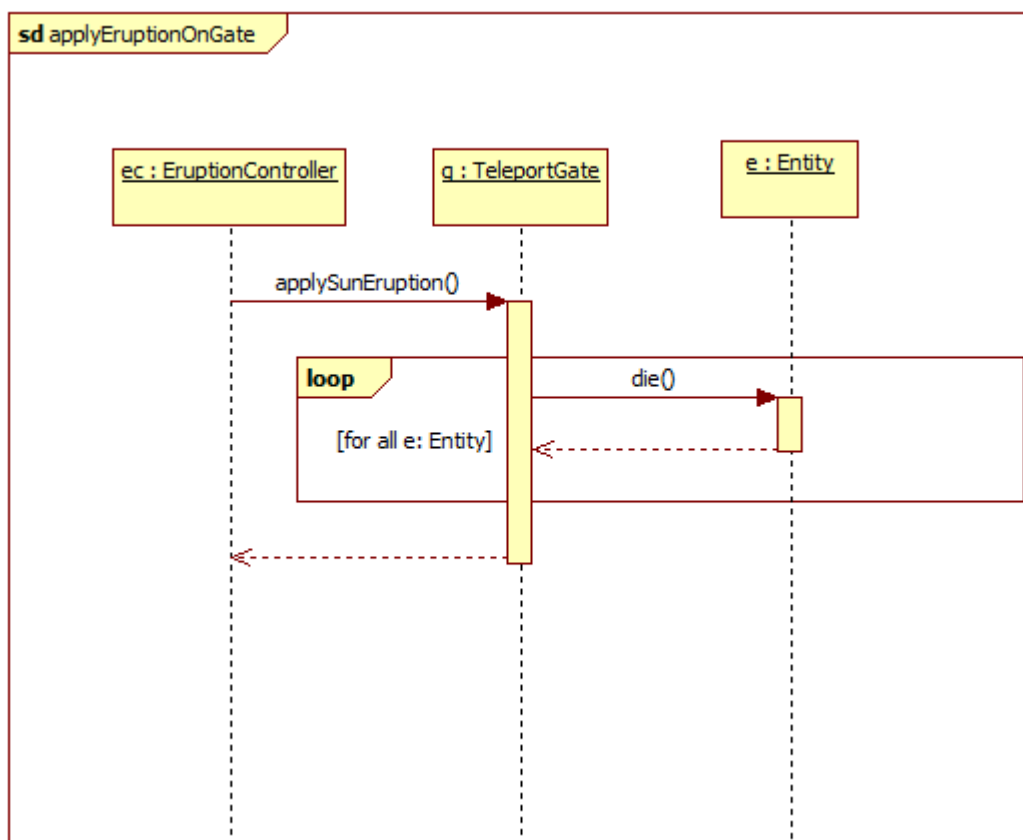 sd applyEruptionOnGate
ec : EruptionController
g : TeleportGate
e : Entity
applySunEruption()
loop
die()
[for all e: Entity]